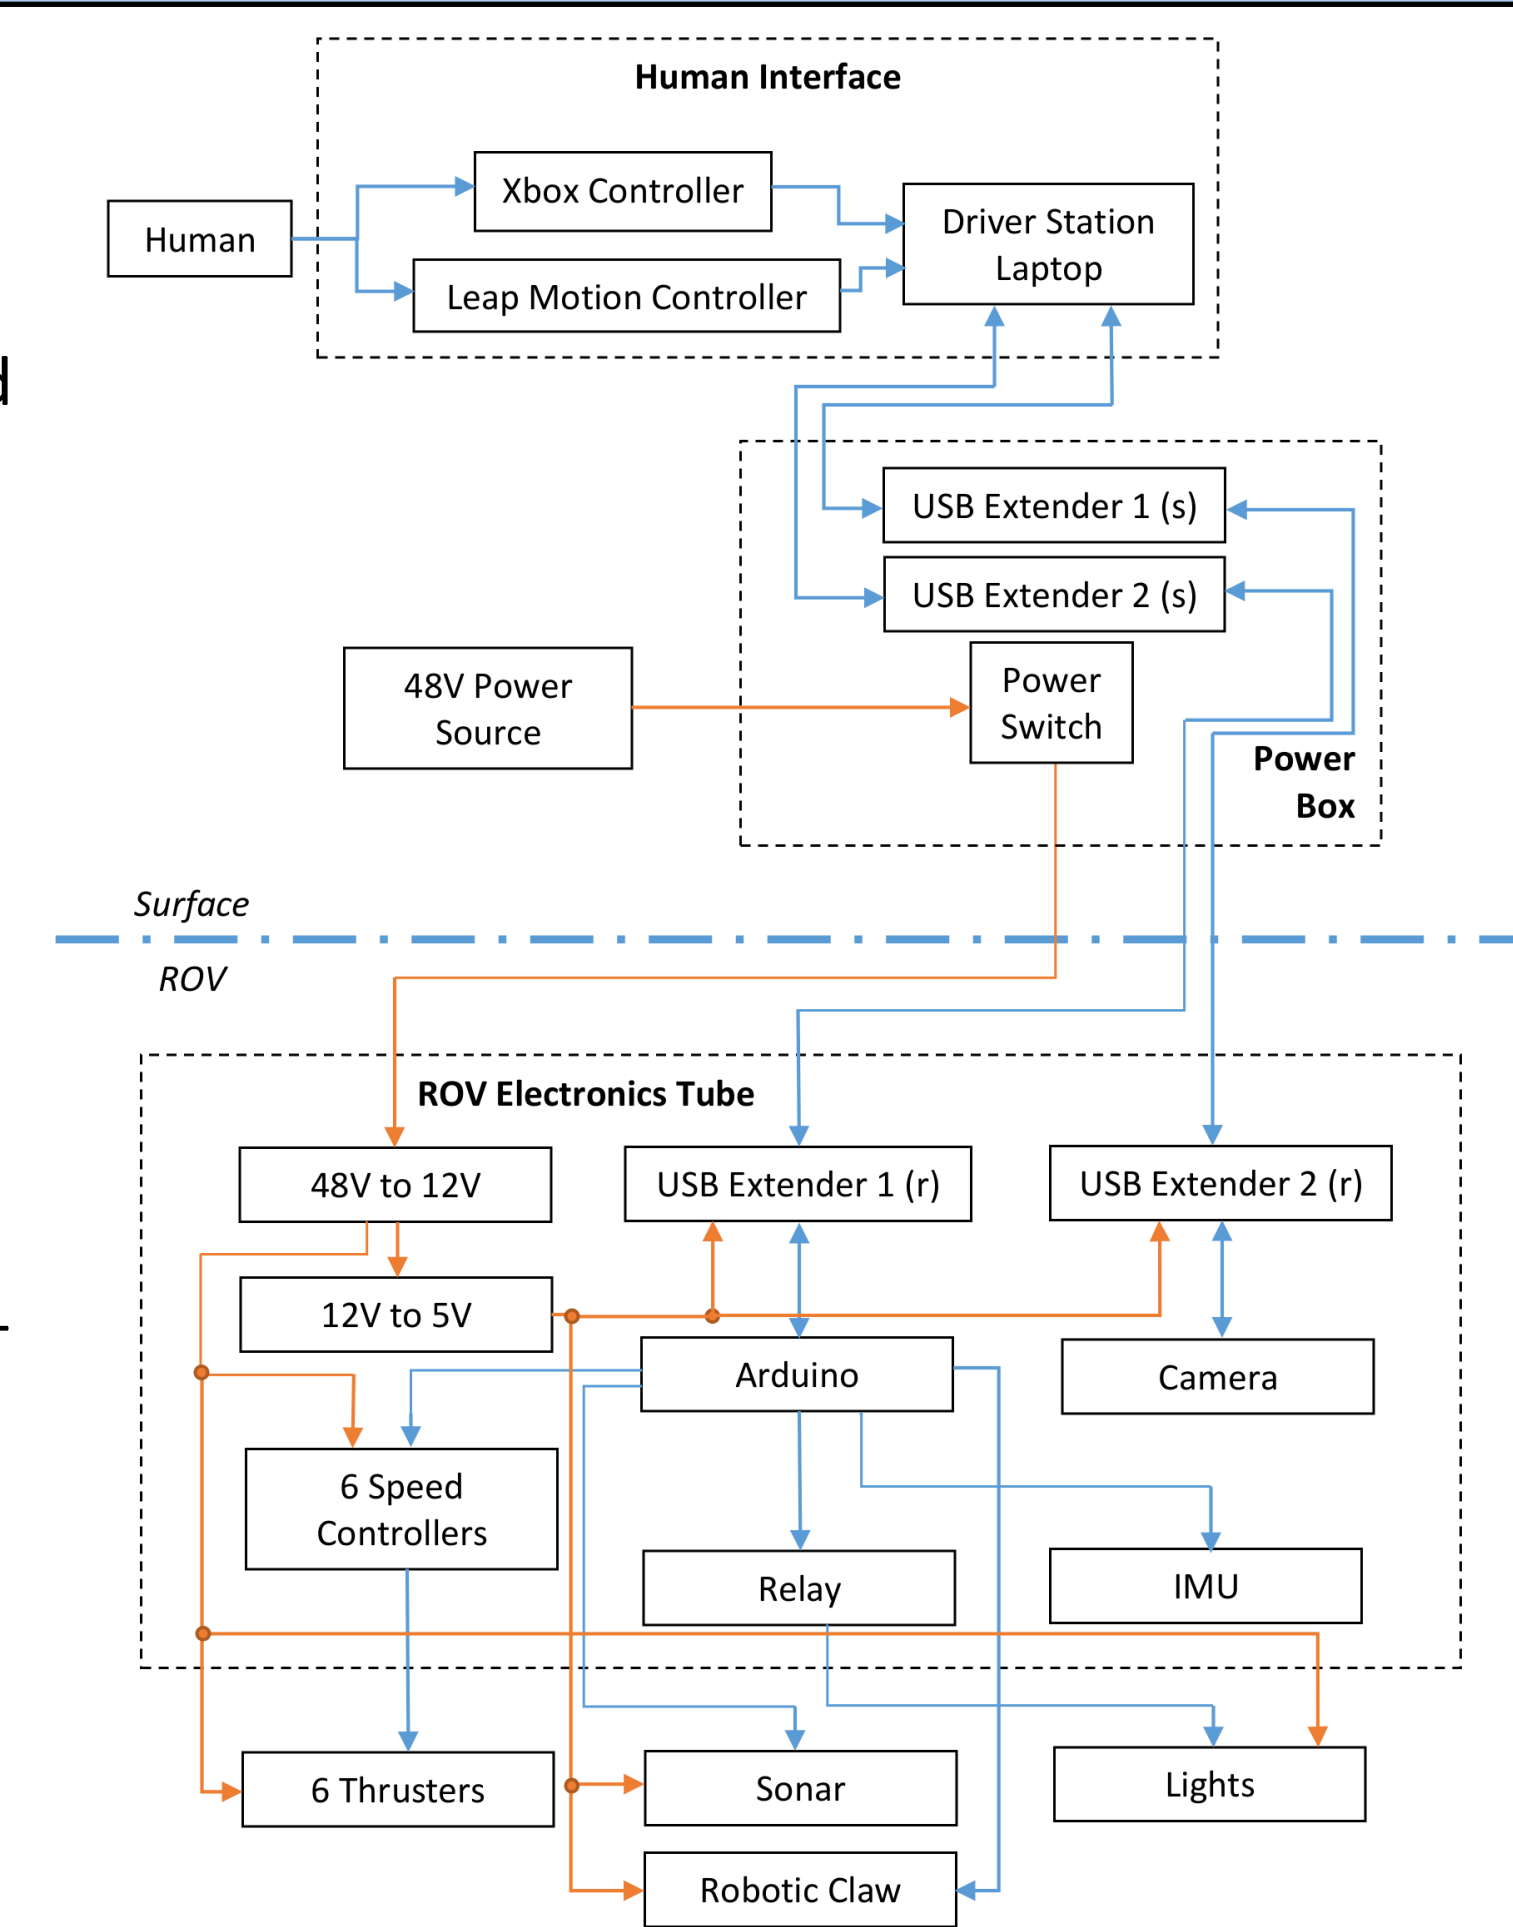 Human Interface
Xbox Controller
Human
Driver Station
Laptop
Leap Motion Controller
d
USB Extender 1 (s)
USB Extender 2 (s)
48V Power
Source
Power
Switch
Power
Box
Surface
ROV
ROV Electronics Tube
48V to 12V
USB Extender 1 (r)
USB Extender 2 (r)
12V to 5V
Arduino
Camera
6 Speed
Controllers
Relay
IMU
6 Thrusters
Sonar
Lights
Robotic Claw